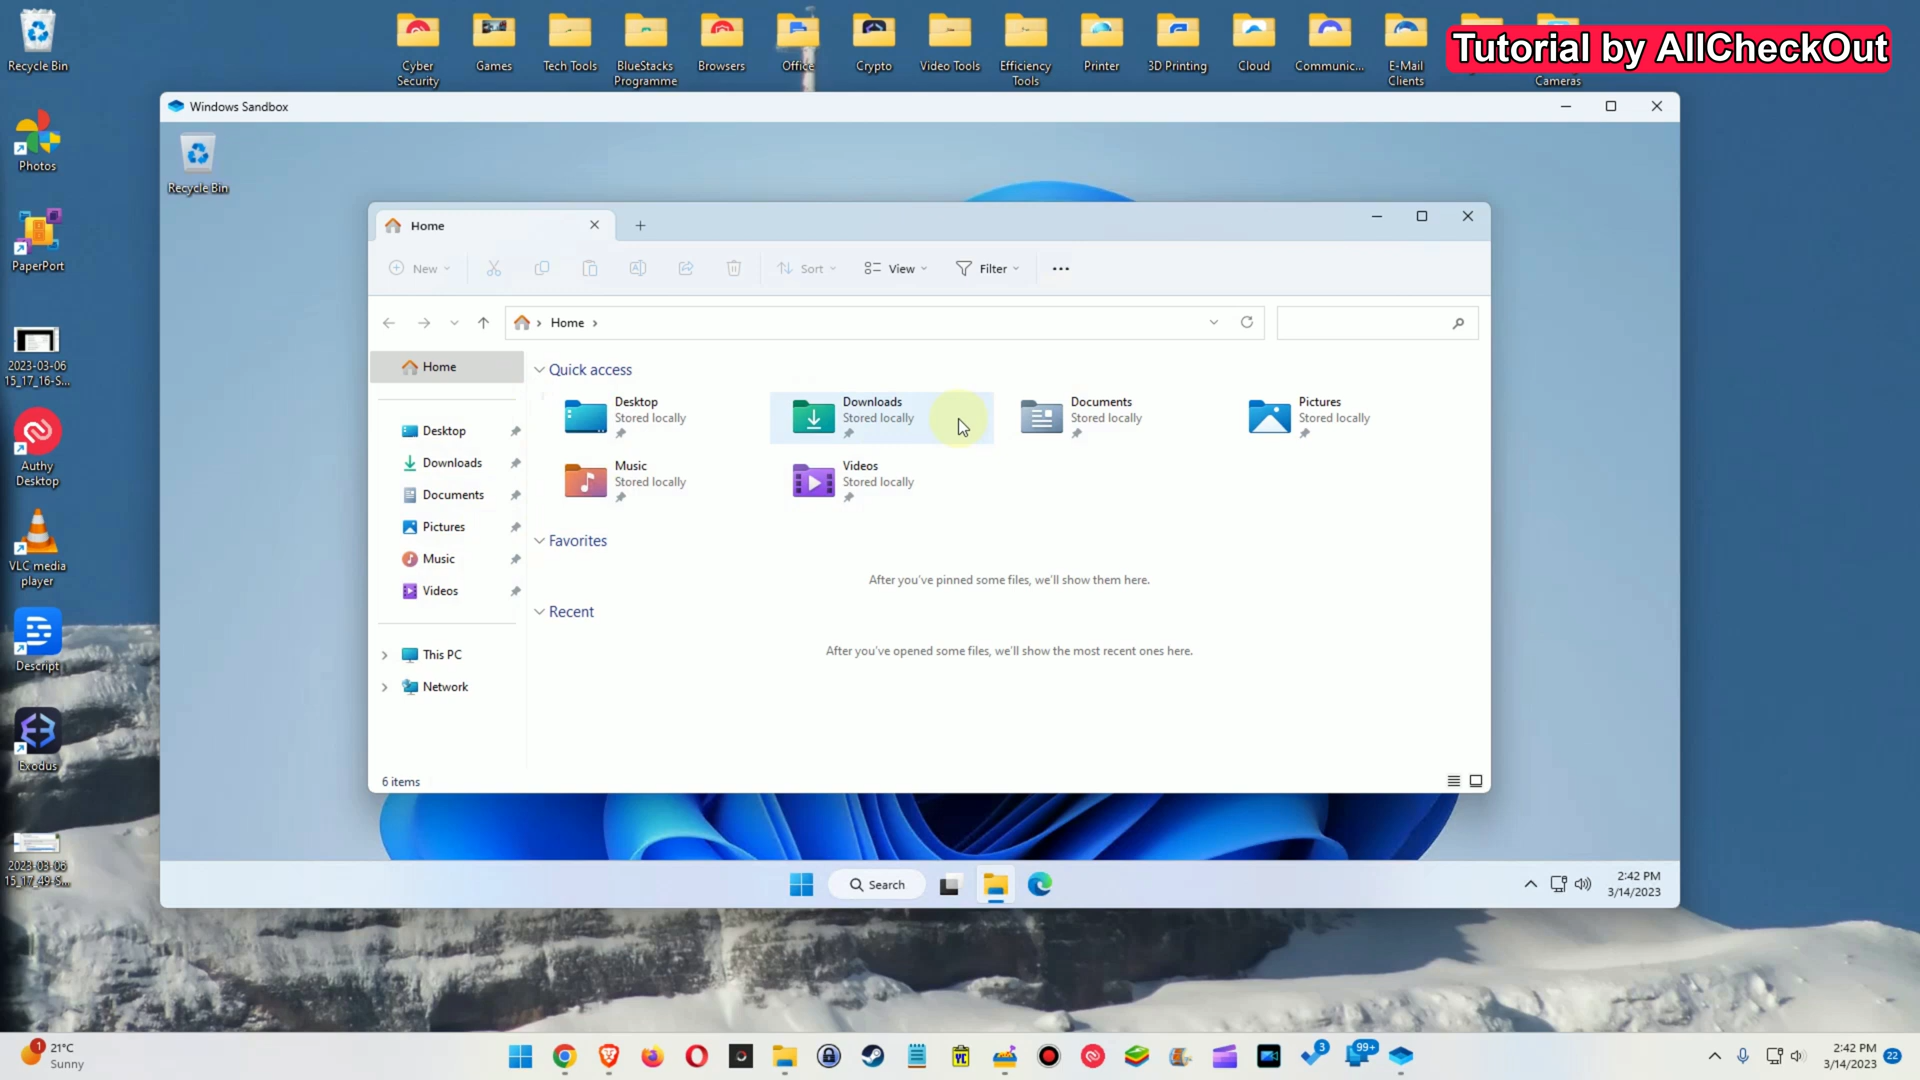 Recycle Bin
Cyber
Security
Games
Tech Tools
BlueStacks
Programme
Browsers
Office
Crypto
Video Tools
Efficiency
Tools
Printer
3D Printing
Cloud
Communic...
E-Mail
Clients
Cameras
Tutorial by AllCheckOut
Photos
PaperPort
2023-03-06
15_17_16-S...
Authy
Desktop
VLC media
player
Descript
Exodus
2023-03-06
15_17_49-S...
Windows Sandbox
Recycle Bin
Home
New
Sort
View
Filter
Home
Home
Desktop
Downloads
Documents
Pictures
Music
Videos
This PC
Network
Quick access
Desktop
Stored locally
Downloads
Stored locally
Documents
Stored locally
Pictures
Stored locally
Music
Stored locally
Videos
Stored locally
Favorites
After you've pinned some files, we'll show them here.
Recent
After you've opened some files, we'll show the most recent ones here.
6 items
Search
2:42 PM
3/14/2023
1
21°C
Sunny
YC
3
99+
2:42 PM
3/14/2023
22